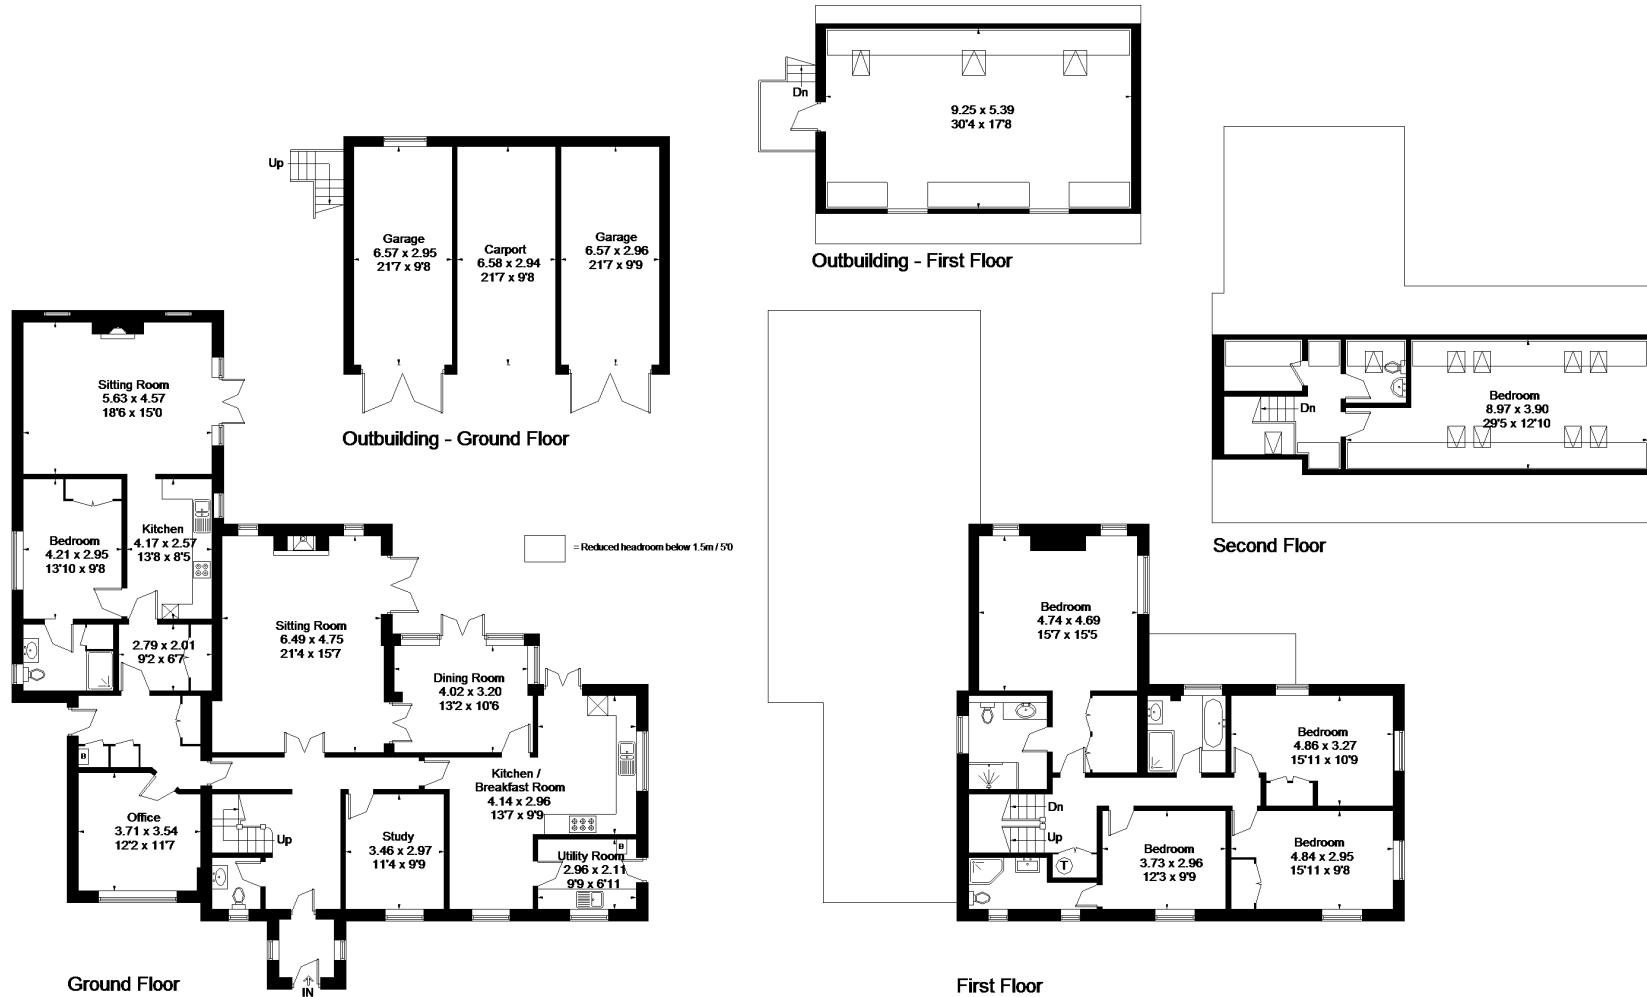 Dn
9.25 x 5.39
30'4 x 17'8
Outbuilding - First Floor
Up
Garage
6.57 x 2.95
21'7 x 9'8
Carport
6.58 x 2.94
21'7 x 9'8
Garage
6.57 x 2.96
21'7 x 9'9
Outbuilding - Ground Floor
Dn
Bedroom
8.97 x 3.90
29'5 x 12'10
Second Floor
= Reduced headroom below 1.5m / 5'0
Sitting Room
5.63 x 4.57
18'6 x 15'0
Bedroom
4.21 x 2.95
13'10 x 9'8
Kitchen
4.17 x 2.57
13'8 x 8'5
2.79 x 2.01
9'2 x 6'7
Sitting Room
6.49 x 4.75
21'4 x 15'7
Dining Room
4.02 x 3.20
13'2 x 10'6
B
Kitchen /
Breakfast Room
4.14 x 2.96
13'7 x 9'9
Office
3.71 x 3.54
12'2 x 11'7
Up
Study
3.46 x 2.97
11'4 x 9'9
B
Utility Room
2.96 x 2.11
9'9 x 6'11
IN
Ground Floor
Bedroom
4.74 x 4.69
15'7 x 15'5
Bedroom
4.86 x 3.27
15'11 x 10'9
Dn
Up
T
Bedroom
3.73 x 2.96
12'3 x 9'9
Bedroom
4.84 x 2.95
15'11 x 9'8
First Floor